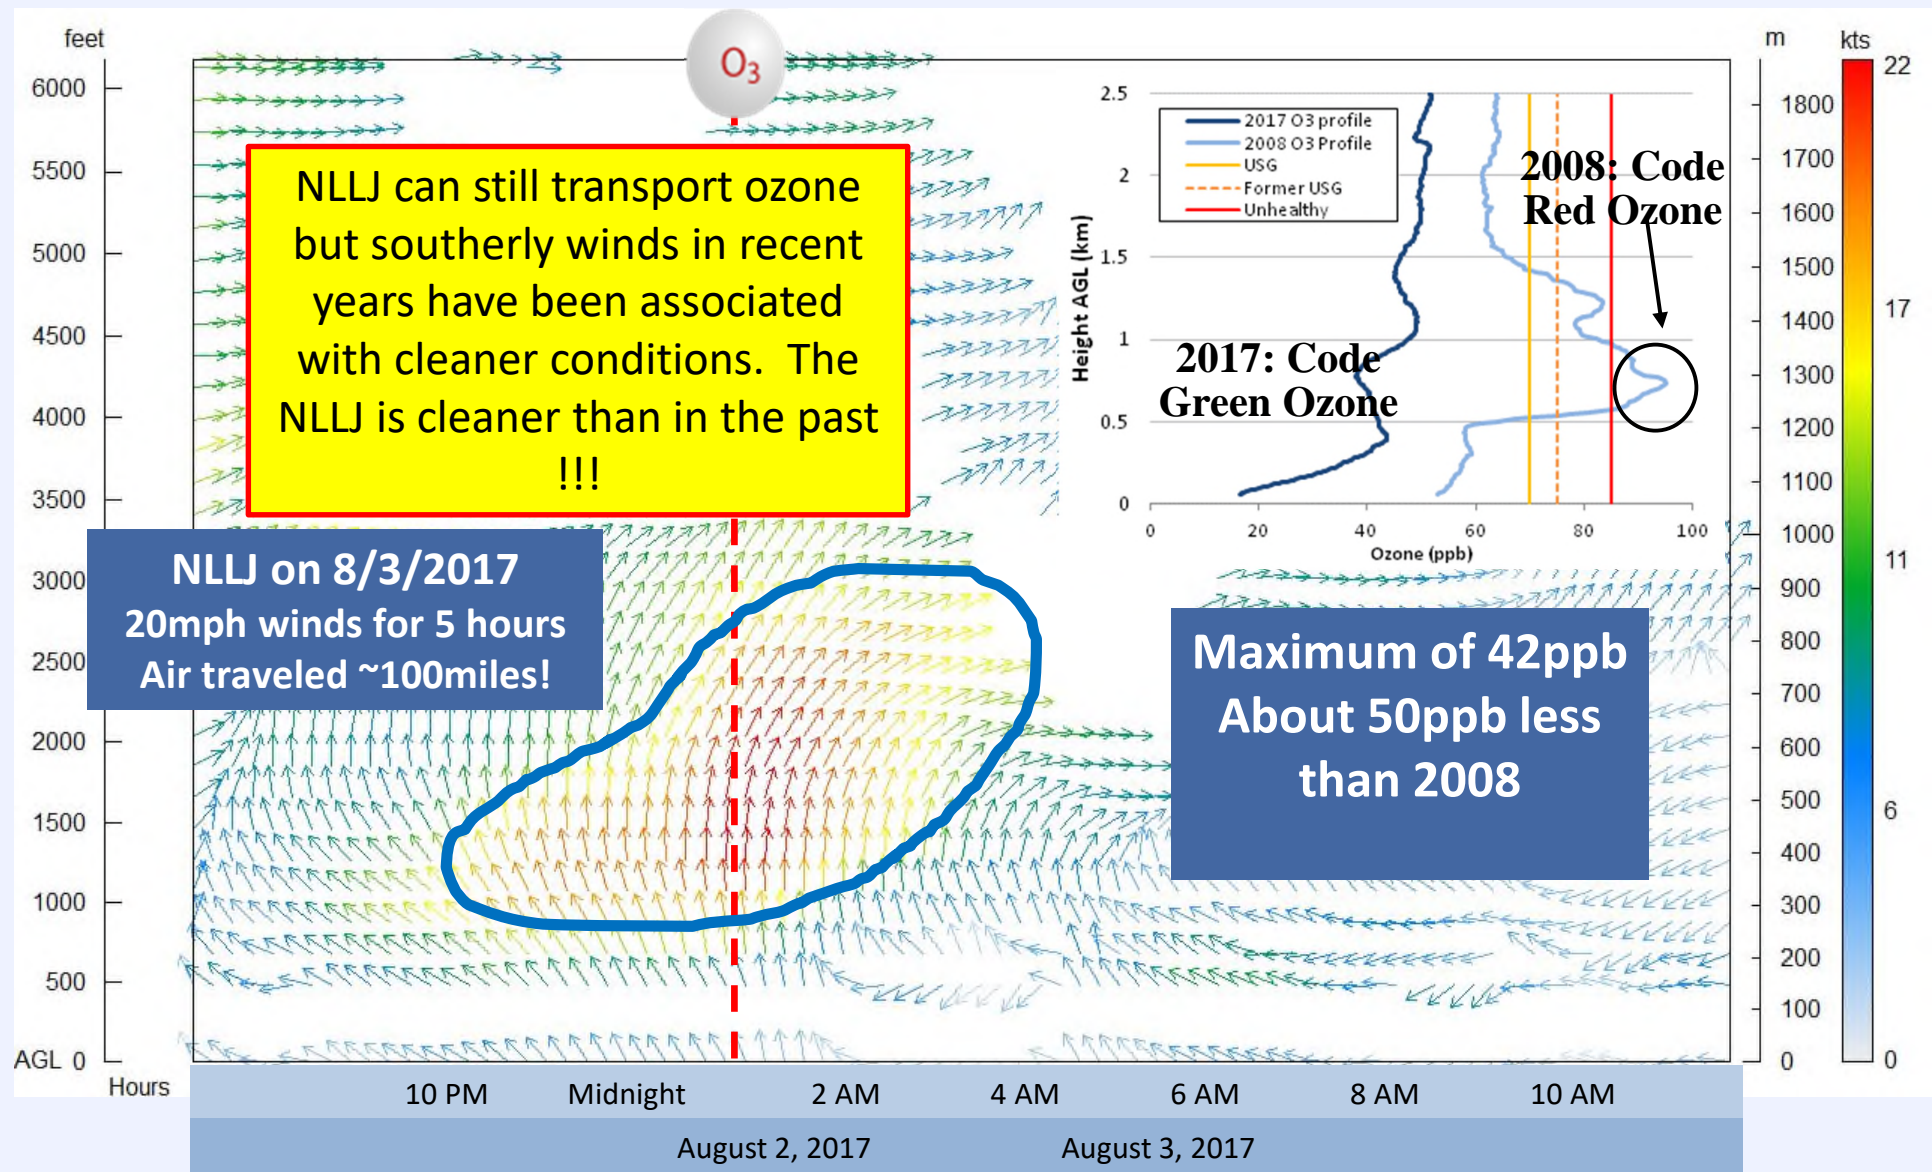 feet
6000
5500
5000
4500
4000
3500
3000
2500
2000
1500
1000
500
AGL 0
Hours
O3
NLLJ can still transport ozone
but southerly winds in recent
years have been associated
with cleaner conditions. The
NLLJ is cleaner than in the past
!!!
NLLJ on 8/3/2017
20mph winds for 5 hours
Air traveled ~100miles!
2.5
2
1.5
1
0.5
0
Height AGL (km)
2017 O3 profile
2008 O3 Profile
USG
Former USG
Unhealthy
2008: Code
Red Ozone
2017: Code
Green Ozone
0 20 40 60 80 100
Ozone (ppb)
Maximum of 42ppb
About 50ppb less
than 2008
m
1800
1700
1600
1500
1400
1300
1200
1100
1000
900
800
700
600
500
400
300
200
100
0
kts
22
17
11
6
0
10 PM Midnight 2 AM 4 AM 6 AM 8 AM 10 AM
August 2, 2017 August 3, 2017